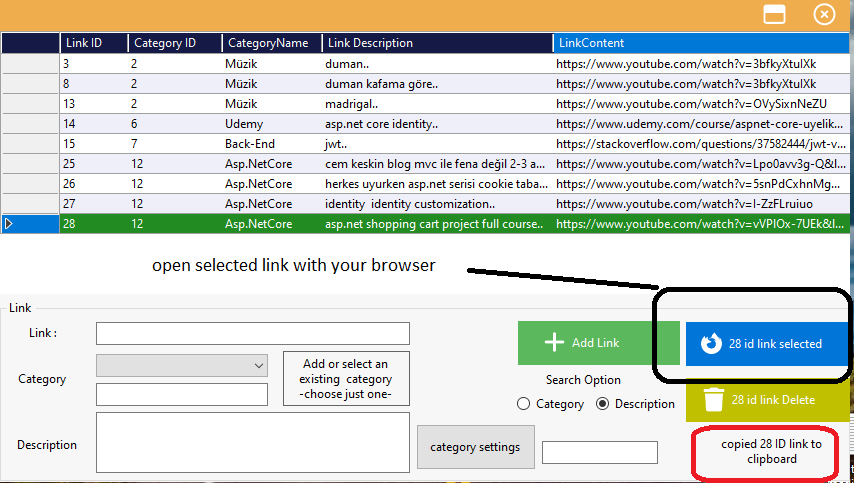 Link ID Category ID CategoryName Link Description LinkContent
3 2 Müzik duman.. https://www.youtube.com/watch?v=3bfkyXtulXk
8 2 Müzik duman kafama göre.. https://www.youtube.com/watch?v=3bfkyXtulXk
13 2 Müzik madrigal.. https://www.youtube.com/watch?v=OVySixnNeZU
14 6 Udemy asp.net core identity.. https://www.udemy.com/course/aspnet-core-uyelik...
15 7 Back-End jwt.. https://stackoverflow.com/questions/37582444/jwt-v...
25 12 Asp.NetCore cem keskin blog mvc ile fena değil 2-3 a... https://www.youtube.com/watch?v=Lpo0avv3g-Q&l...
26 12 Asp.NetCore herkes uyurken asp.net serisi cookie taba... https://www.youtube.com/watch?v=5snPdCxhnMg...
27 12 Asp.NetCore identity identity customization.. https://www.youtube.com/watch?v=I-ZzFLruiuo
28 12 Asp.NetCore asp.net shopping cart project full course.. https://www.youtube.com/watch?v=vVPIOx-7UEk&l...
open selected link with your browser
Link
Link :
Add Link
28 id link selected
Category
Add or select an
existing category
-choose just one-
Search Option
Category Description
28 id link Delete
Description
category settings
copied 28 ID link to
clipboard